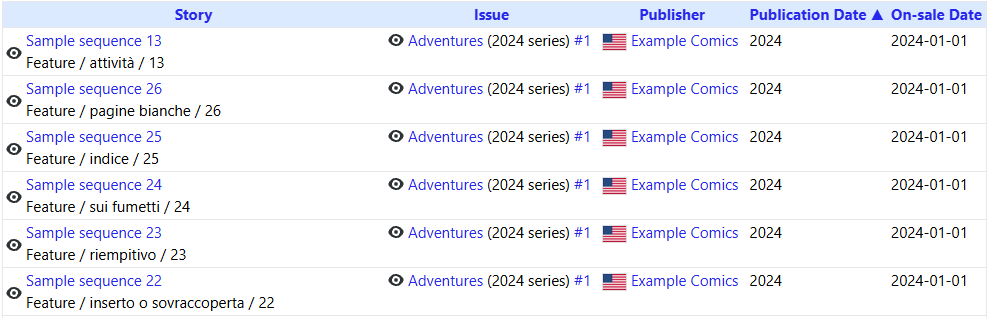 Story Issue Publisher Publication Date ▲ On-sale Date
Sample sequence 13 Adventures (2024 series) #1 Example Comics 2024 2024-01-01
Feature / attività / 13
Sample sequence 26 Adventures (2024 series) #1 Example Comics 2024 2024-01-01
Feature / pagine bianche / 26
Sample sequence 25 Adventures (2024 series) #1 Example Comics 2024 2024-01-01
Feature / indice / 25
Sample sequence 24 Adventures (2024 series) #1 Example Comics 2024 2024-01-01
Feature / sui fumetti / 24
Sample sequence 23 Adventures (2024 series) #1 Example Comics 2024 2024-01-01
Feature / riempitivo / 23
Sample sequence 22 Adventures (2024 series) #1 Example Comics 2024 2024-01-01
Feature / inserto o sovraccoperta / 22